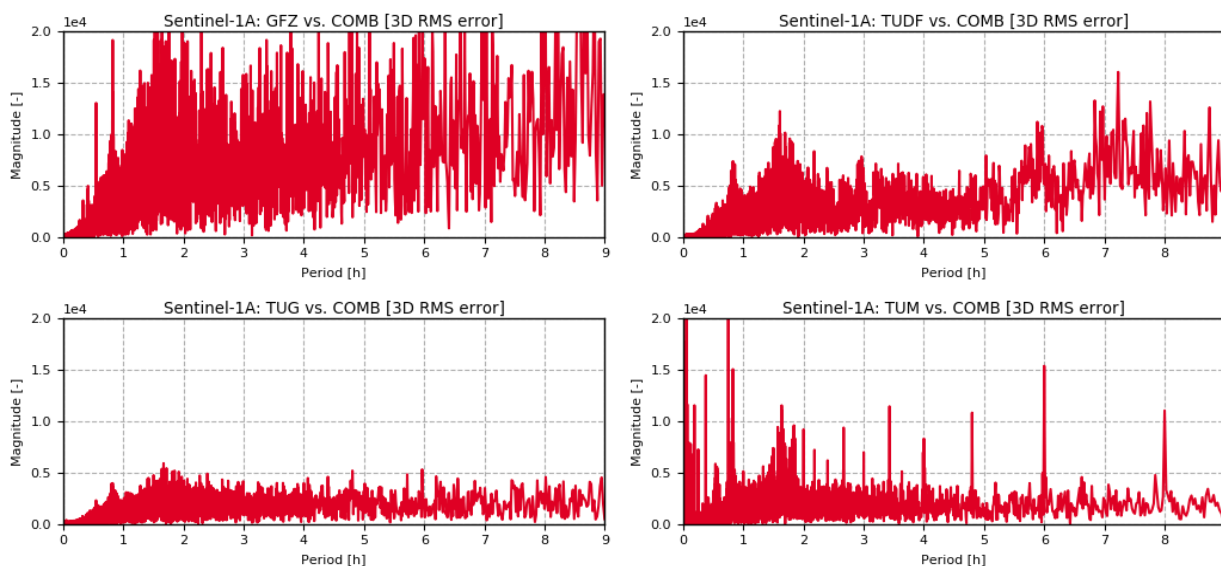 Sentinel-1A: GFZ vs. COMB [3D RMS error]
1e4
2.0
1.5
1.0
0.5
0.0
Magnitude [-]
0 1 2 3 4 5 6 7 8 9
Period [h]
Sentinel-1A: TUDF vs. COMB [3D RMS error]
1e4
2.0
1.5
1.0
0.5
0.0
Magnitude [-]
0 1 2 3 4 5 6 7 8
Period [h]
Sentinel-1A: TUG vs. COMB [3D RMS error]
1e4
2.0
1.5
1.0
0.5
0.0
Magnitude [-]
0 1 2 3 4 5 6 7 8 9
Period [h]
Sentinel-1A: TUM vs. COMB [3D RMS error]
1e4
2.0
1.5
1.0
0.5
0.0
Magnitude [-]
0 1 2 3 4 5 6 7 8
Period [h]